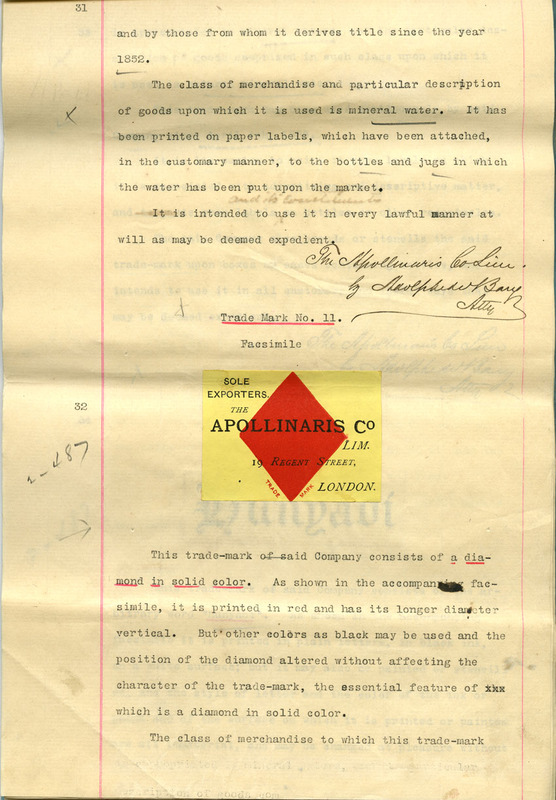 31
and by those from whom it derives title since the year
1852.
The class of merchandise and particular description
of goods upon which it is used is mineral water. It has
been printed on paper labels, which have been attached,
in the customary manner, to the bottles and jugs in which
the water has been put upon the market.
It is intended to use it in every lawful manner at
will as may be deemed expedient.
The Apollinaris Co Lim.
by Adolphe de Bary
Atty
Trade Mark No. 11.
Facsimile
32
SOLE
EXPORTERS.
THE
APOLLINARIS Co
LIM.
19 REGENT STREET,
TRADE MARK
LONDON.
This trade-mark of said Company consists of a dia-
mond in solid color. As shown in the accompan fac-
simile, it is printed in red and has its longer diameter
vertical. But other colors as black may be used and the
position of the diamond altered without affecting the
character of the trade-mark, the essential feature of xxx
which is a diamond in solid color.
The class of merchandise to which this trade-mark